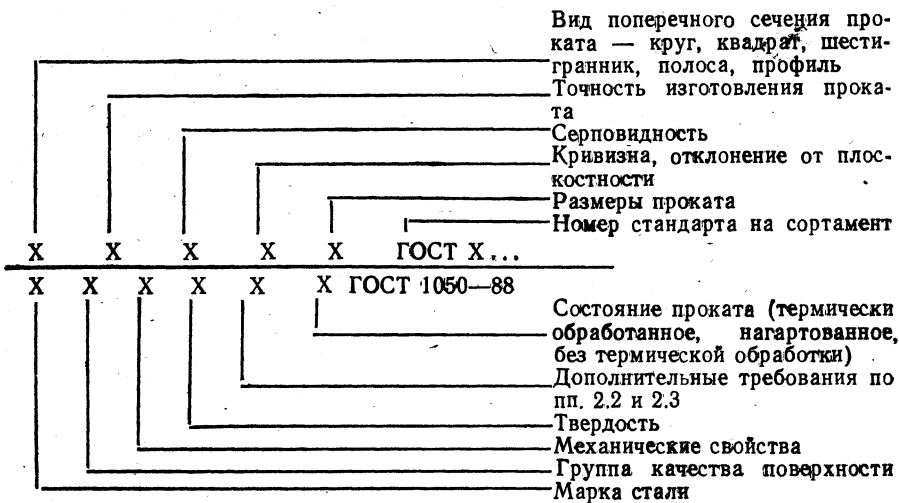 Вид поперечного сечения про-
ката — круг, квадрат, шести-
гранник, полоса, профиль
Точность изготовления прока-
та
Серповидность
Кривизна, отклонение от плос-
костности
Размеры проката
Номер стандарта на сортамент
X X X X X ГОСТ X...
X X X X X X ГОСТ 1050—88
Состояние проката (термически
обработанное, нагартованное,
без термической обработки)
Дополнительные требования по
пп. 2.2 и 2.3
Твердость
Механические свойства
Группа качества поверхности
Марка стали